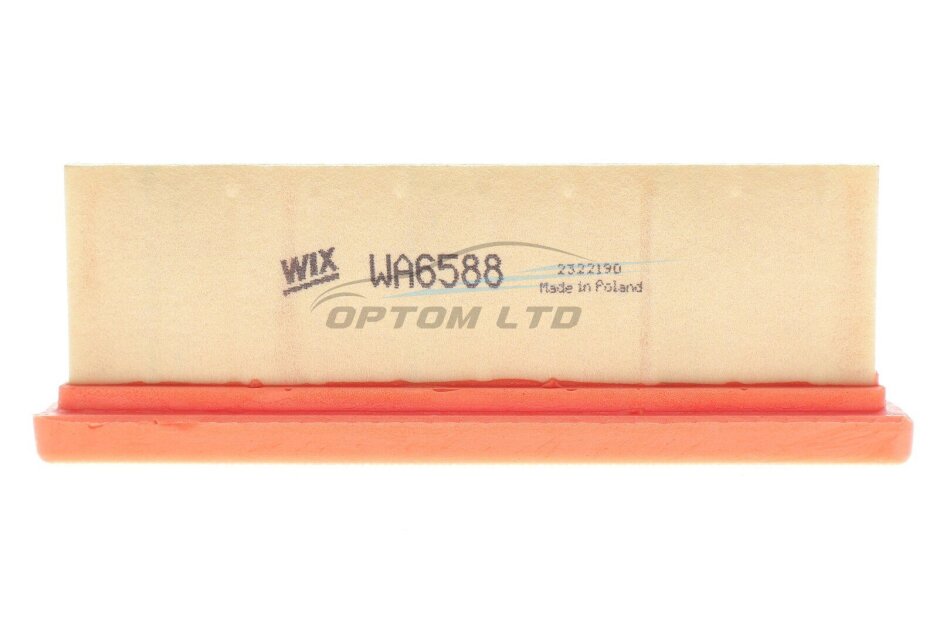 WIX WA6588 2322190
Made in Poland
OPTOM LTD